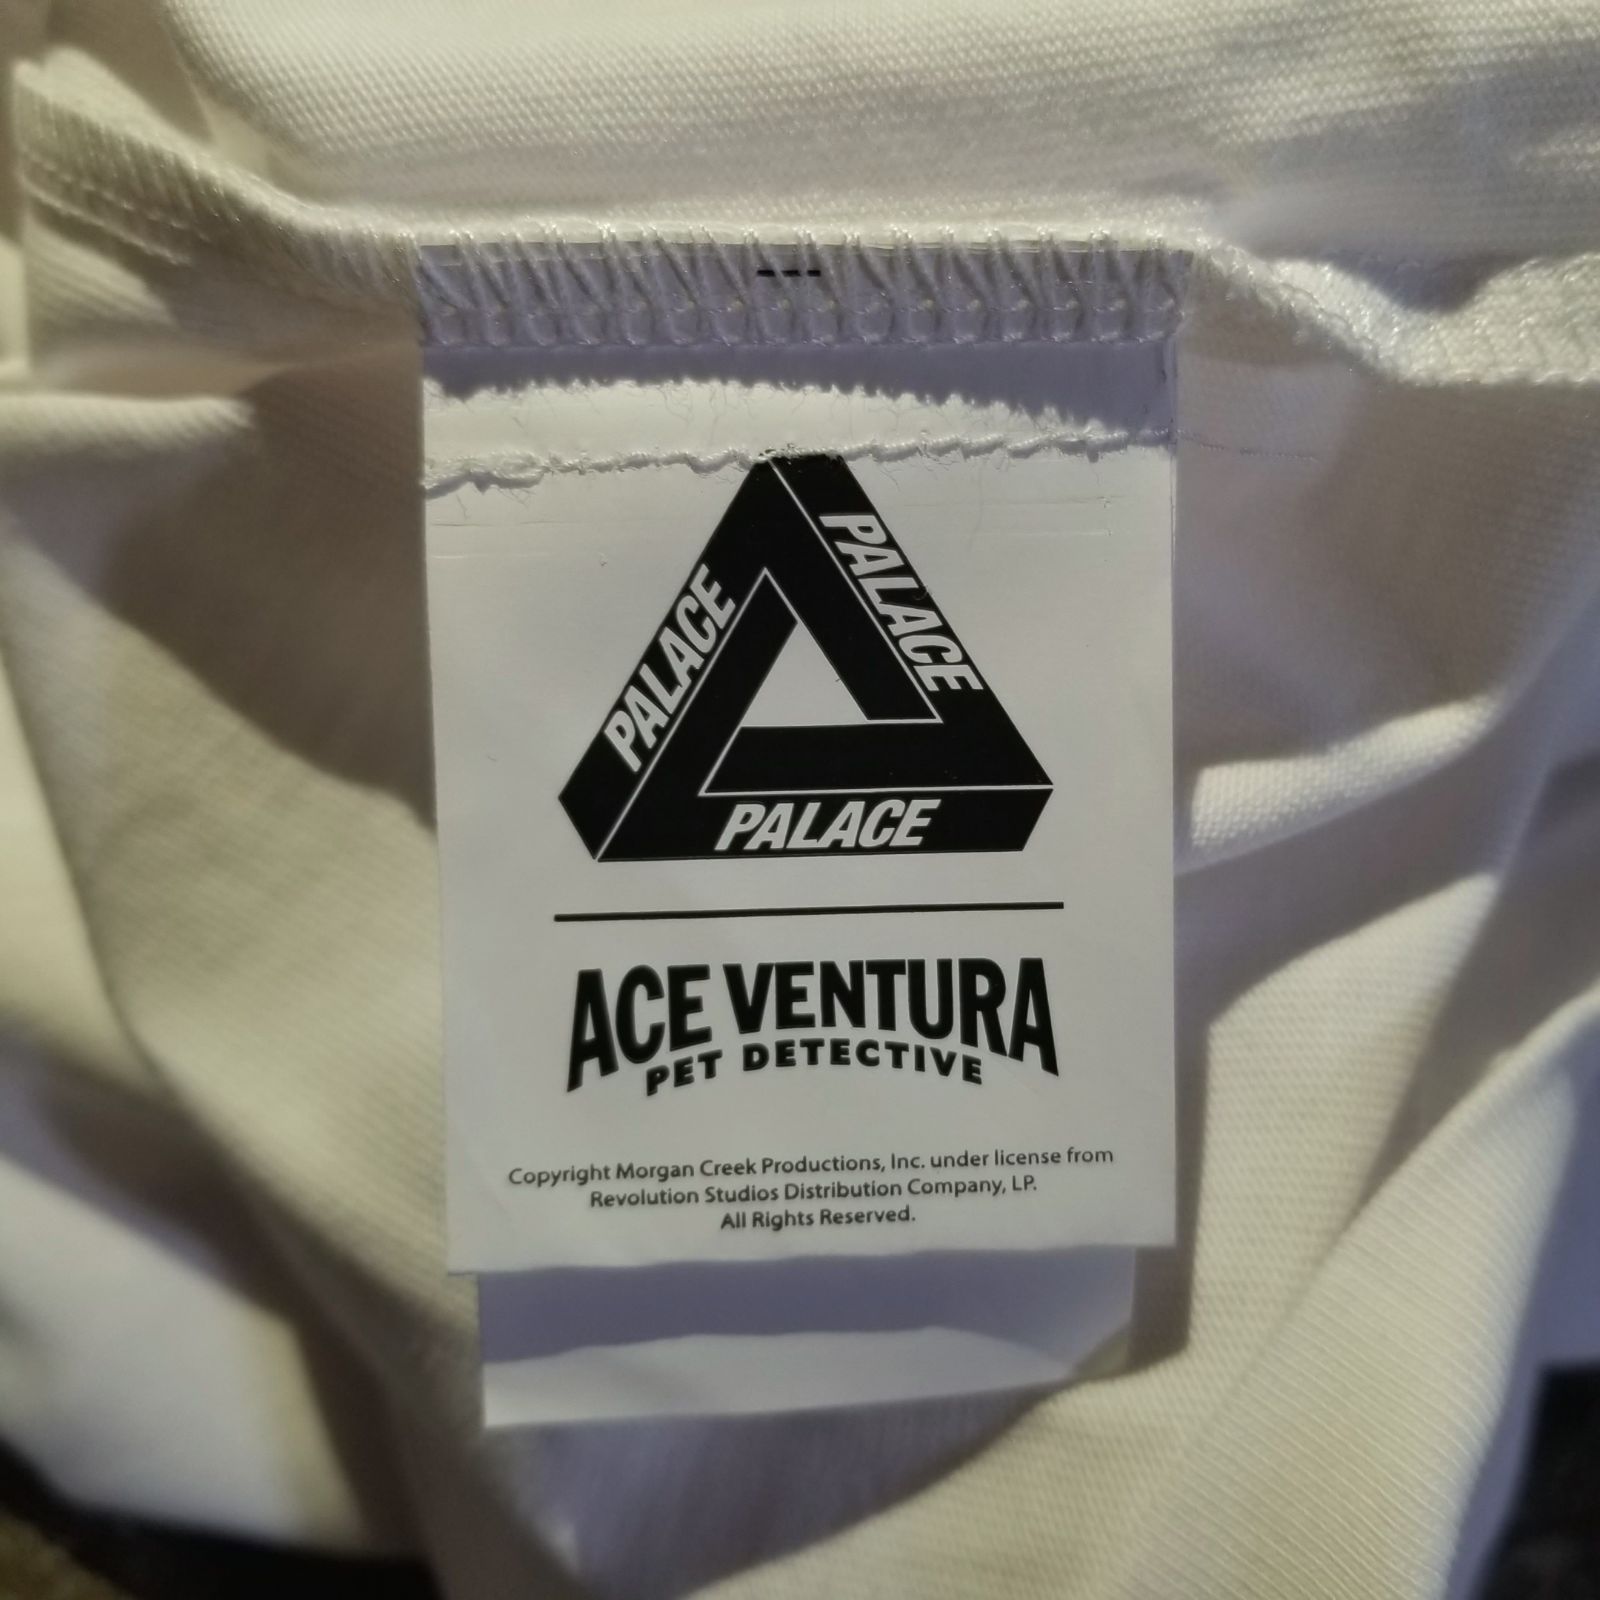 PALACE
PALACE
PALACE
ACE VENTURA
PET DETECTIVE
Copyright Morgan Creek Productions, Inc. under license from
Revolution Studios Distribution Company, LP.
All Rights Reserved.